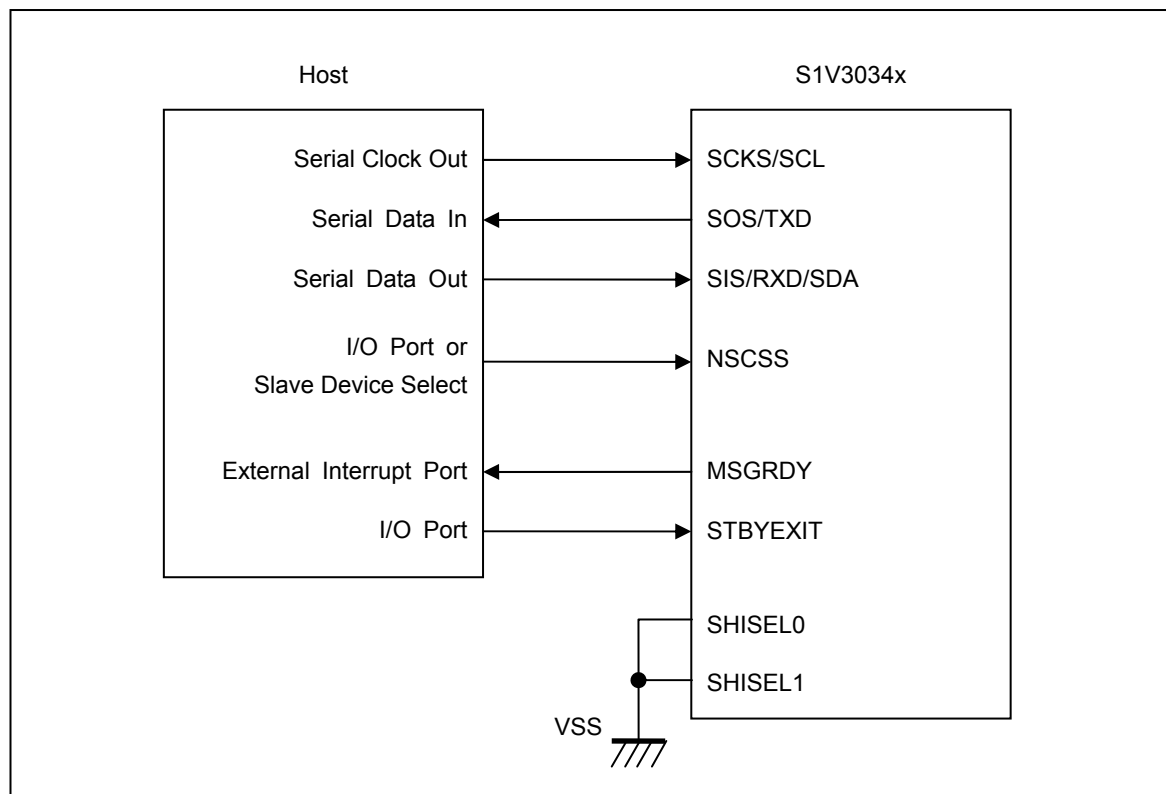 Host
S1V3034x
Serial Clock Out
SCKS/SCL
Serial Data In
SOS/TXD
Serial Data Out
SIS/RXD/SDA
I/O Port or
Slave Device Select
NSCSS
External Interrupt Port
MSGRDY
I/O Port
STBYEXIT
SHISEL0
SHISEL1
VSS